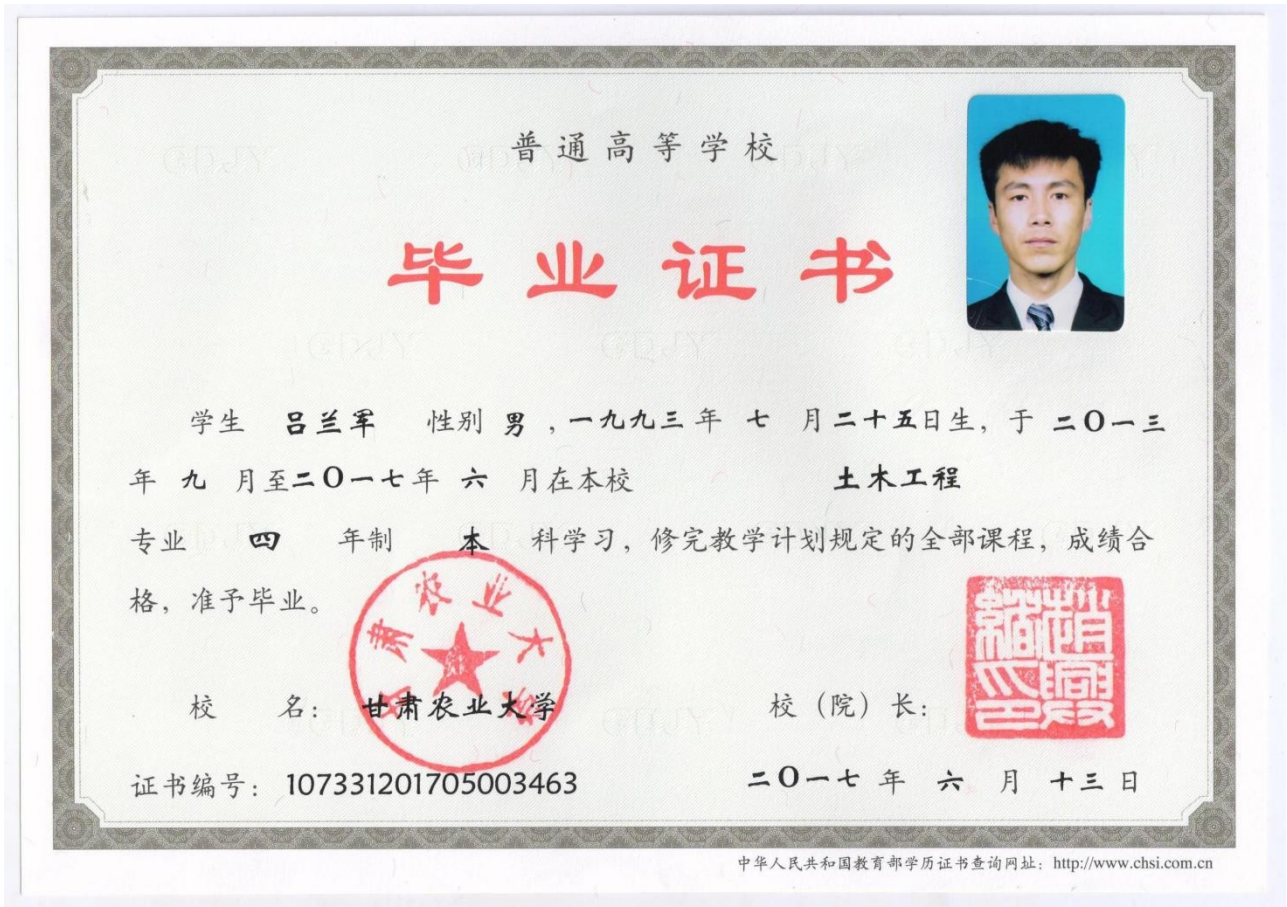 普通高等学校
毕业证书
学生 吕兰军 性别 男 ,一九九三年 七 月二十五日生, 于 二〇一三
年 九 月至二〇一七年 六 月在本校 土木工程
专业 四 年制 本 科学习, 修完教学计划规定的全部课程, 成绩合
格, 准予毕业。
甘肃农业大学
校 名: 甘肃农业大学 校（院）长:
证书编号: 107331201705003463 二〇一七 年 六 月 十三 日
中华人民共和国教育部学历证书查询网址: http://www.chsi.com.cn